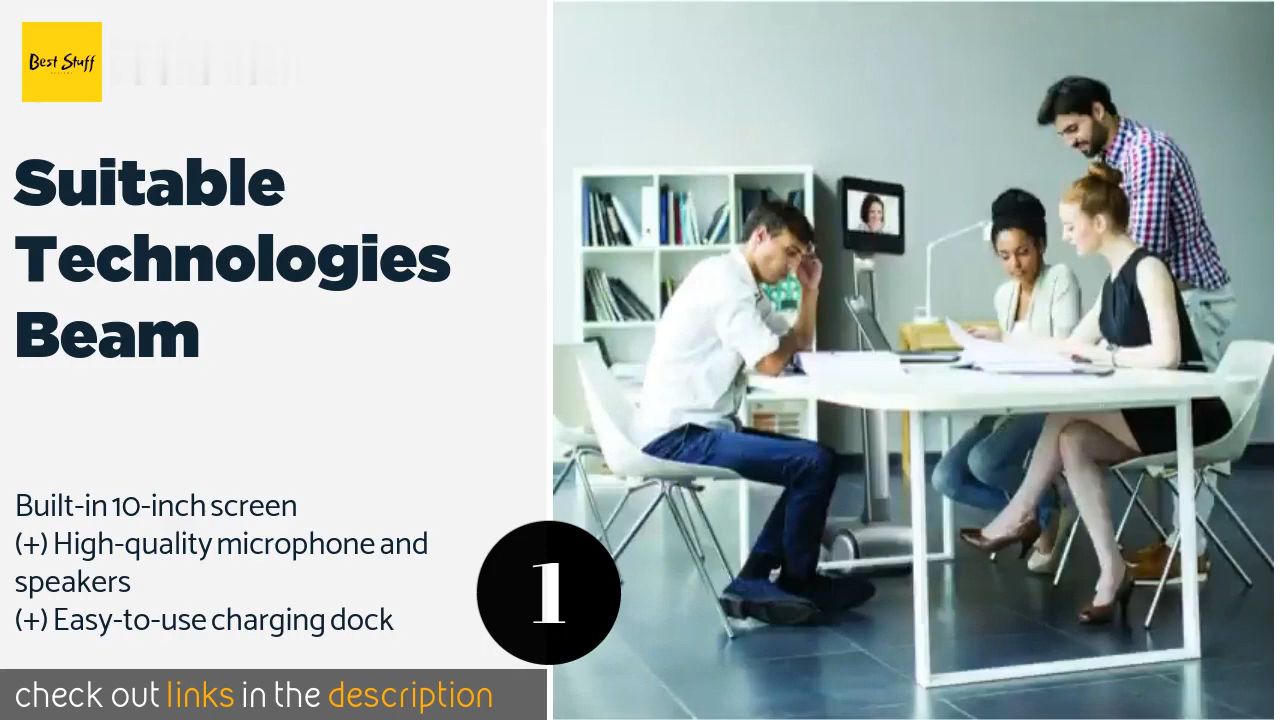 Best Stuff
Suitable
Technologies
Beam
Built-in 10-inch screen
(+) High-quality microphone and
speakers
(+) Easy-to-use charging dock
1
check out links in the description